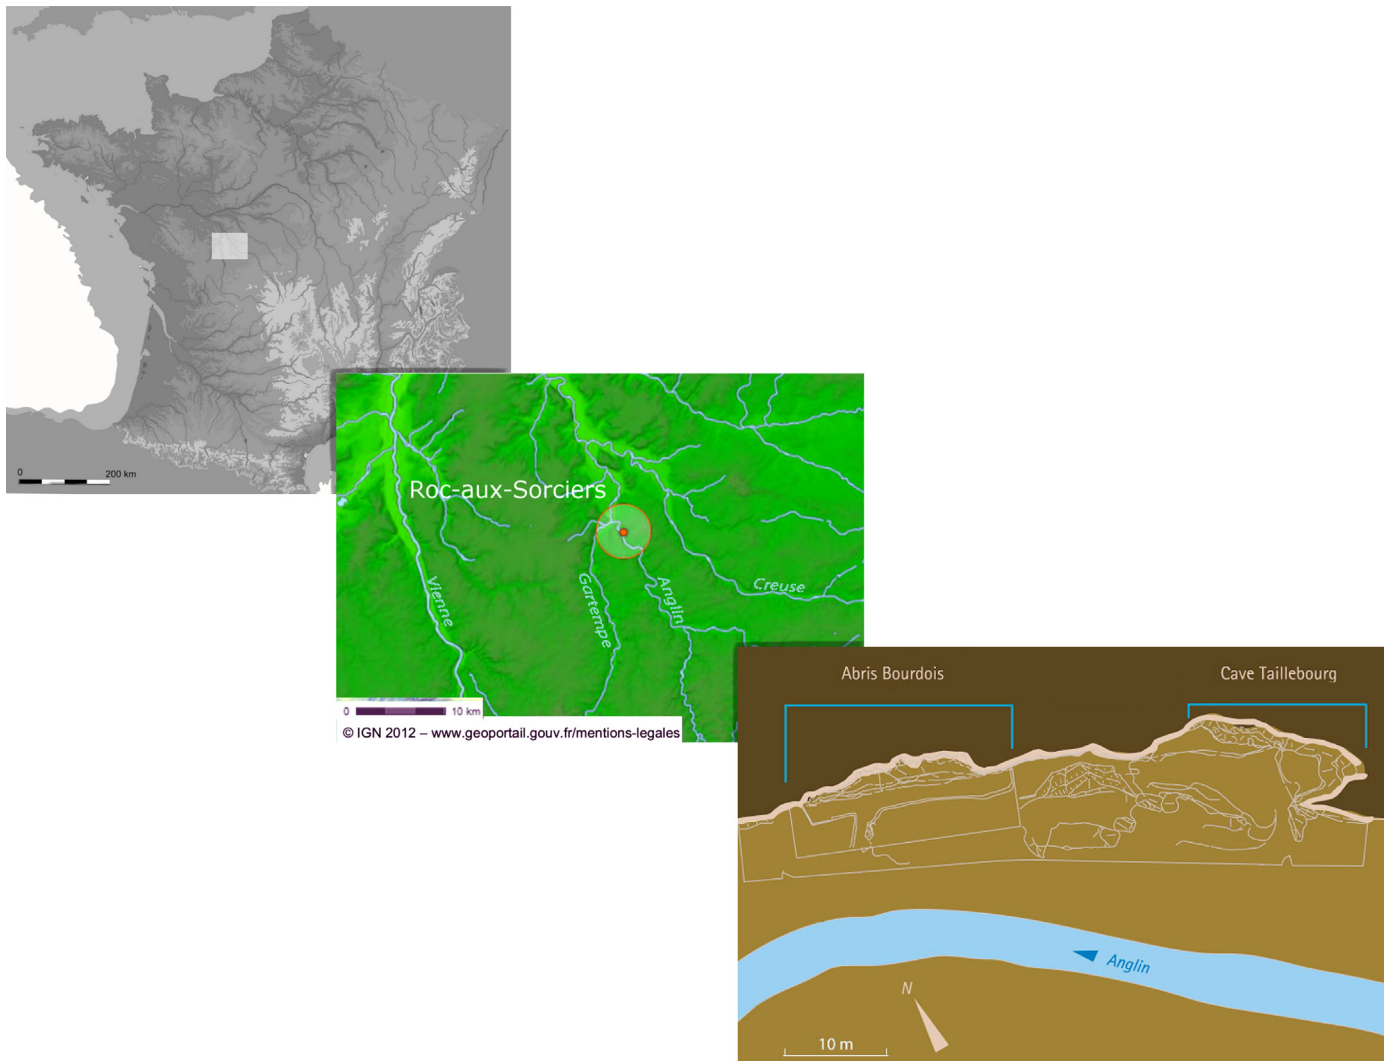 0 200 km
Roc-aux-Sorciers
Vienne
Gartempe
Anglin
Creuse
0 10 km
© IGN 2012 – www.geoportail.gouv.fr/mentions-legales
Abris Bourdois
Cave Taillebourg
Anglin
N
10 m